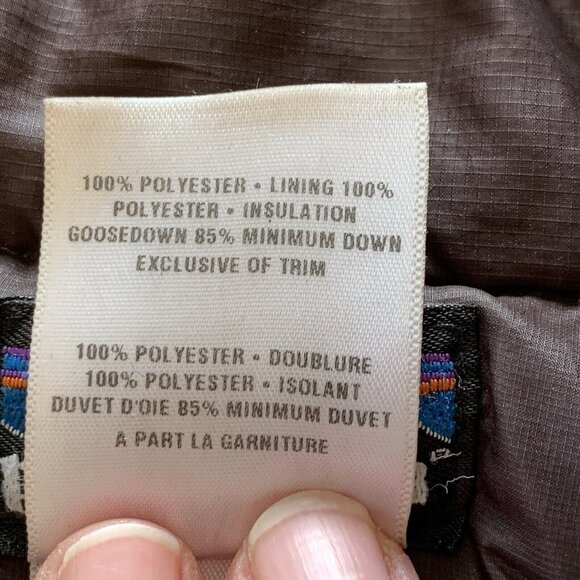 100% POLYESTER • LINING 100%
POLYESTER • INSULATION
GOOSEDOWN 85% MINIMUM DOWN
EXCLUSIVE OF TRIM
100% POLYESTER • DOUBLURE
100% POLYESTER • ISOLANT
DUVET D'OIE 85% MINIMUM DUVET
A PART LA GARNITURE